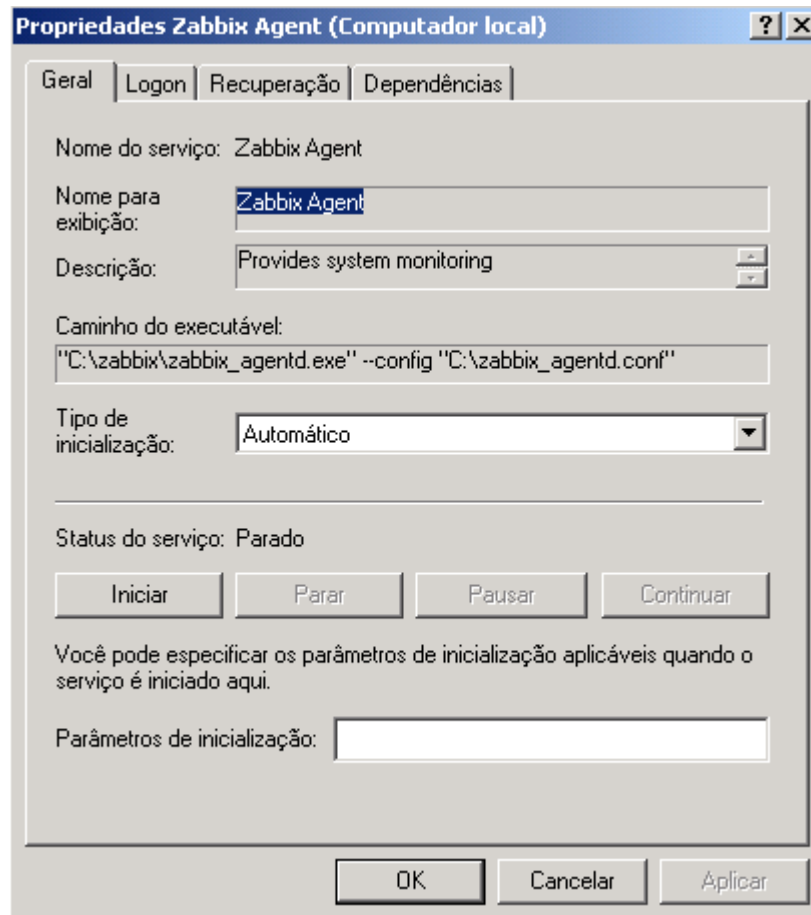 Propriedades Zabbix Agent (Computador local)
Geral Logon Recuperação Dependências
Nome do serviço: Zabbix Agent
Nome para
exibição:
Zabbix Agent
Descrição:
Provides system monitoring
Caminho do executável:
"C:\zabbix\zabbix_agentd.exe" --config "C:\zabbix_agentd.conf"
Tipo de
inicialização:
Automático
Status do serviço: Parado
Iniciar Parar Pausar Continuar
Você pode especificar os parâmetros de inicialização aplicáveis quando o
serviço é iniciado aqui.
Parâmetros de inicialização:
OK Cancelar Aplicar